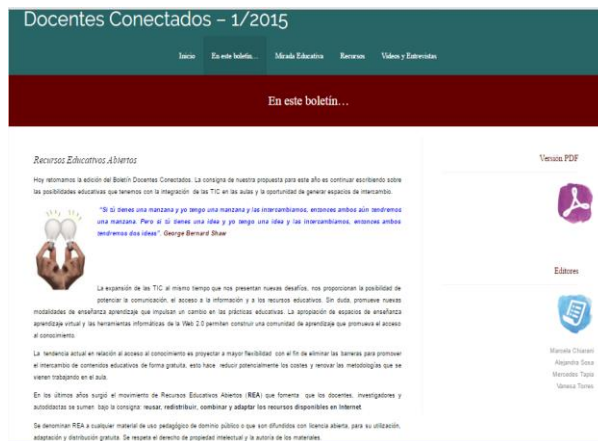 Docentes Conectados – 1/2015
Inicio En este boletín... Mirada Educativa Recursos Videos y Entrevistas
En este boletín...
Recursos Educativos Abiertos
Hoy retomamos la edición del Boletín Docentes Conectados. La consigna de nuestra propuesta para este año es continuar escribiendo sobre
las posibilidades educativas que tenemos con la integración de las TIC en las aulas y la oportunidad de generar espacios de intercambio.
"Si tú tienes una manzana y yo tengo una manzana y las intercambiamos, entonces ambos aún tendremos
una manzana. Pero si tú tienes una idea y yo tengo una idea y las intercambiamos, entonces ambos
tendremos dos ideas". George Bernard Shaw
La expansión de las TIC al mismo tiempo que nos presentan nuevas desafíos, nos proporcionan la posibilidad de
potenciar la comunicación, el acceso a la información y a los recursos educativos. Sin duda, promueve nuevas
modalidades de enseñanza aprendizaje que impulsan un cambio en las prácticas educativas. La apropiación de espacios de enseñanza
aprendizaje virtual y las herramientas informáticas de la Web 2.0 permiten construir una comunidad de aprendizaje que promueva el acceso
al conocimiento.
La tendencia actual en relación al acceso al conocimiento es proyectar a mayor flexibilidad con el fin de eliminar las barreras para promover
el intercambio de contenidos educativos de forma gratuita, esto hace reducir potencialmente los costes y renovar las metodologías que se
vienen trabajando en el aula.
En los últimos años surgió el movimiento de Recursos Educativos Abiertos (REA) que fomenta que los docentes, investigadores y
autodidactas se sumen bajo la consigna: reusar, redistribuir, combinar y adaptar los recursos disponibles en Internet
Se denominan REA a cualquier material de uso pedagógico de dominio público o que son difundidos con licencia abierta, para su utilización,
adaptación y distribución gratuita. Se respeta el derecho de propiedad intelectual y la autoría de los materiales.
Versión PDF
Editores
Marcela Chiarani
Alejandro Sosa
Mercedes Tapia
Vanesa Torres